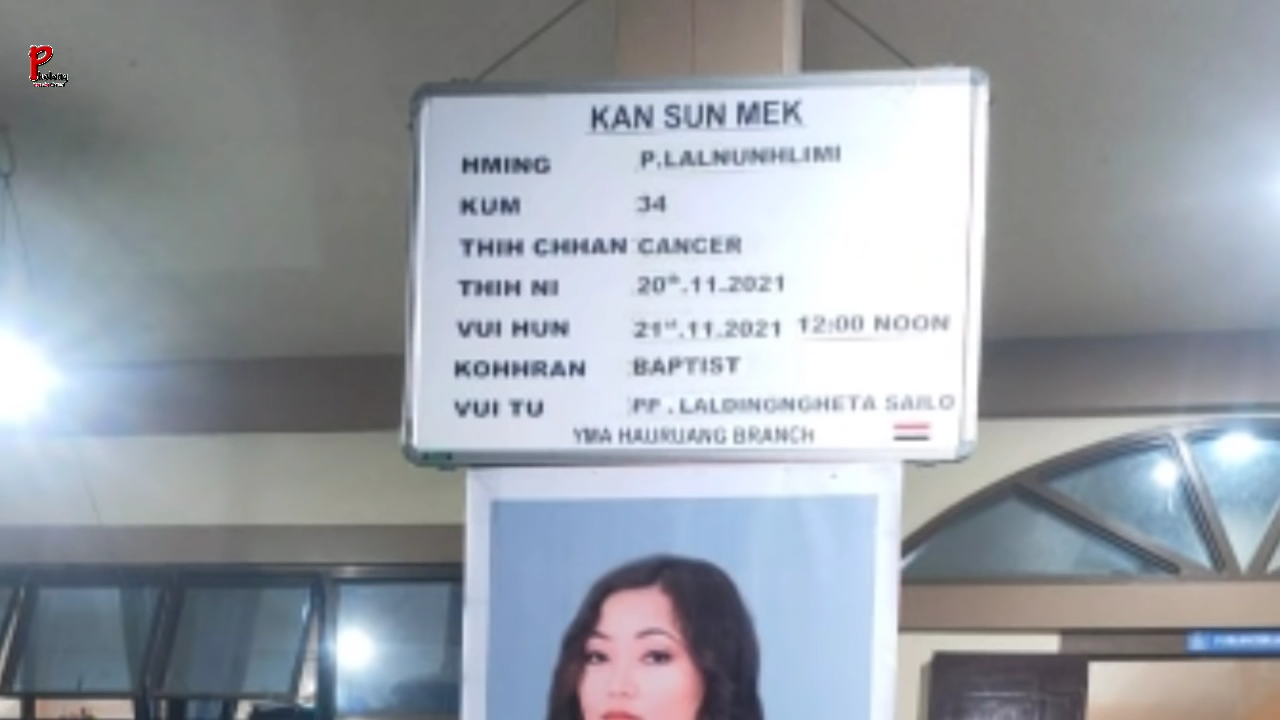 KAN SUN MEK
HMING : P.LALNUNHLIMI
KUM : 34
THIH CHHAN : CANCER
THIH NI : 20th.11.2021
VUI HUN : 21st.11.2021 12:00 NOON
KOHHRAN : BAPTIST
VUI TU : PP . LALDINGNGHETA SAILO
YMA HAURUANG BRANCH